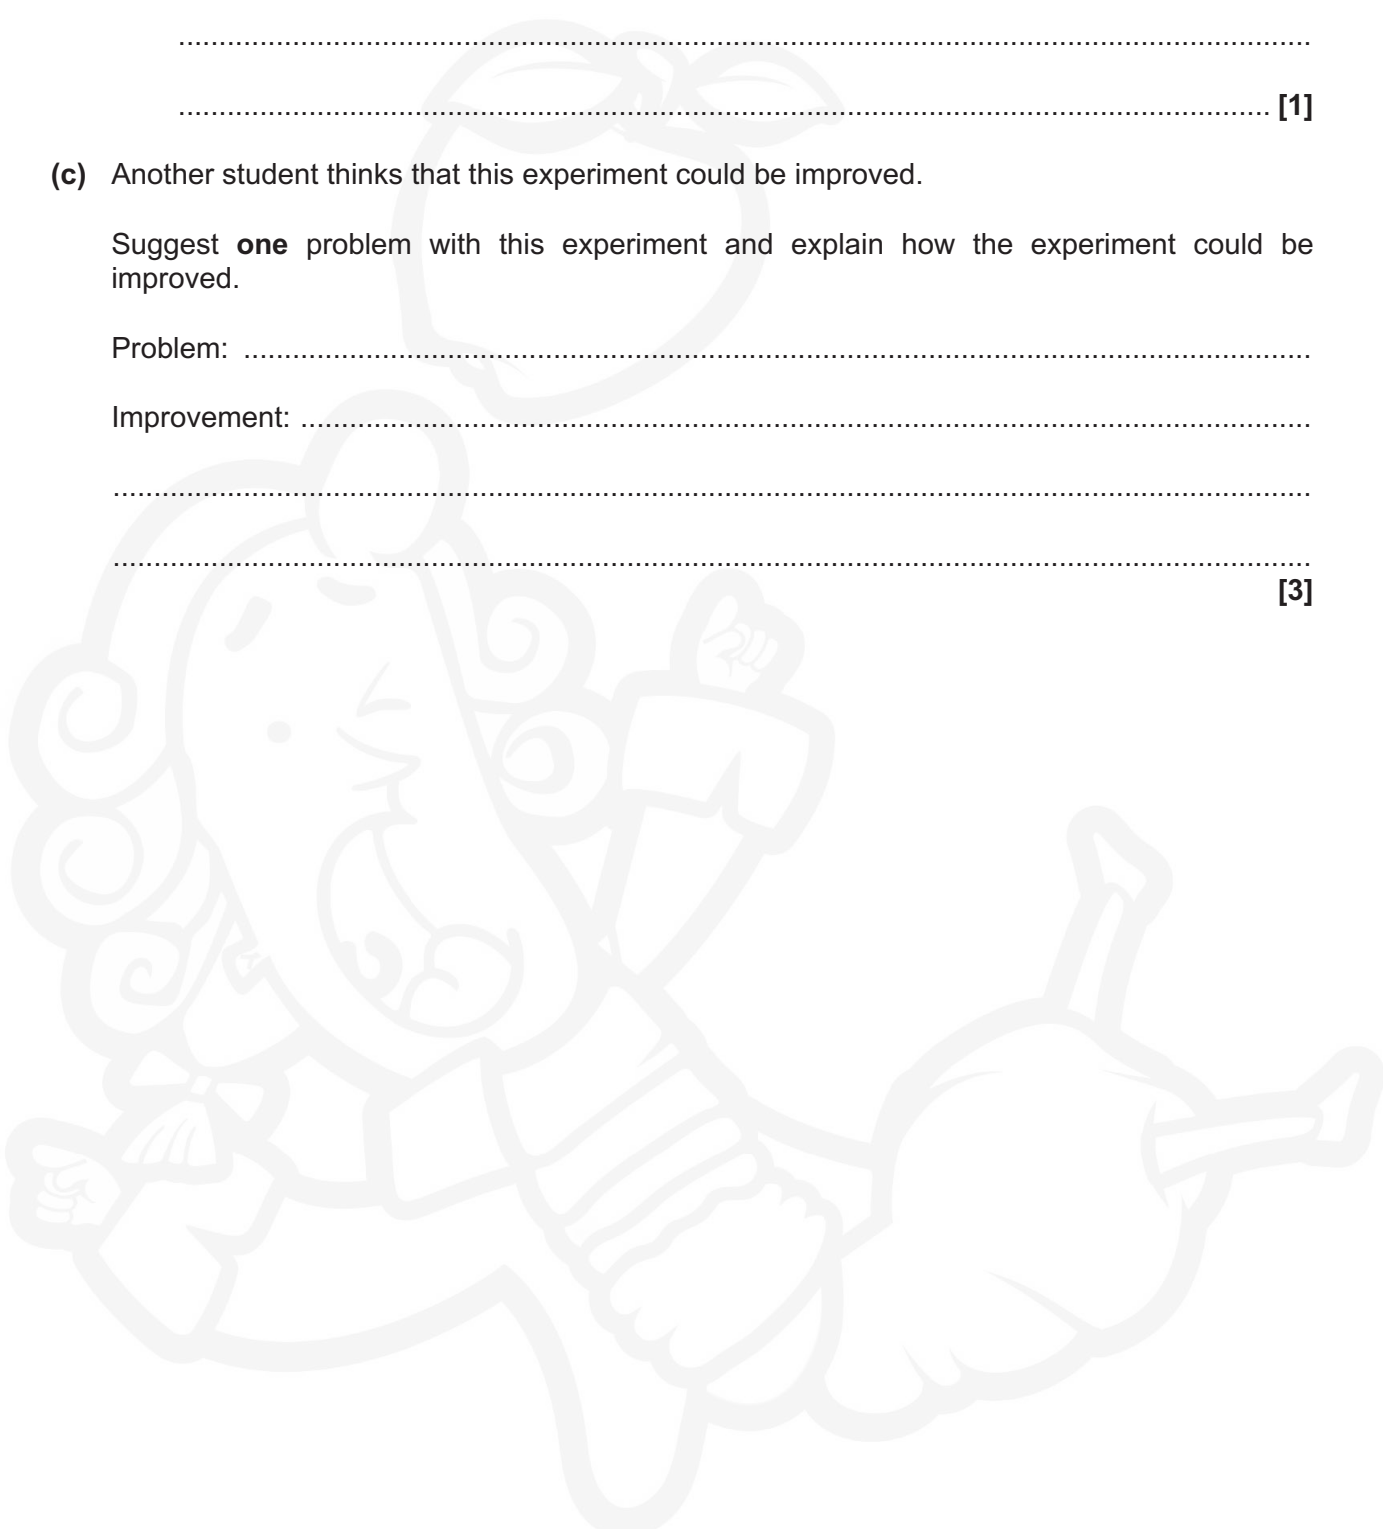 .................................................................................................................................
............................................................................................................................ [1]
(c) Another student thinks that this experiment could be improved.
Suggest one problem with this experiment and explain how the experiment could be
improved.
Problem: .........................................................................................................................
Improvement: ...................................................................................................................
.........................................................................................................................................
.........................................................................................................................................
[3]